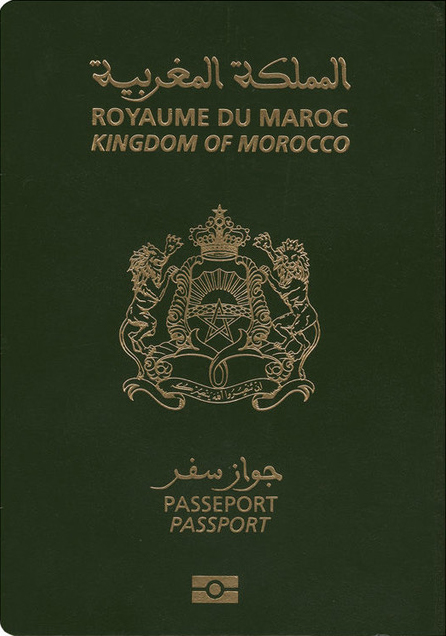 المملكة المغربية
ROYAUME DU MAROC
KINGDOM OF MOROCCO
إن تنصروا الله ينصركم
جواز سفر
PASSEPORT
PASSPORT